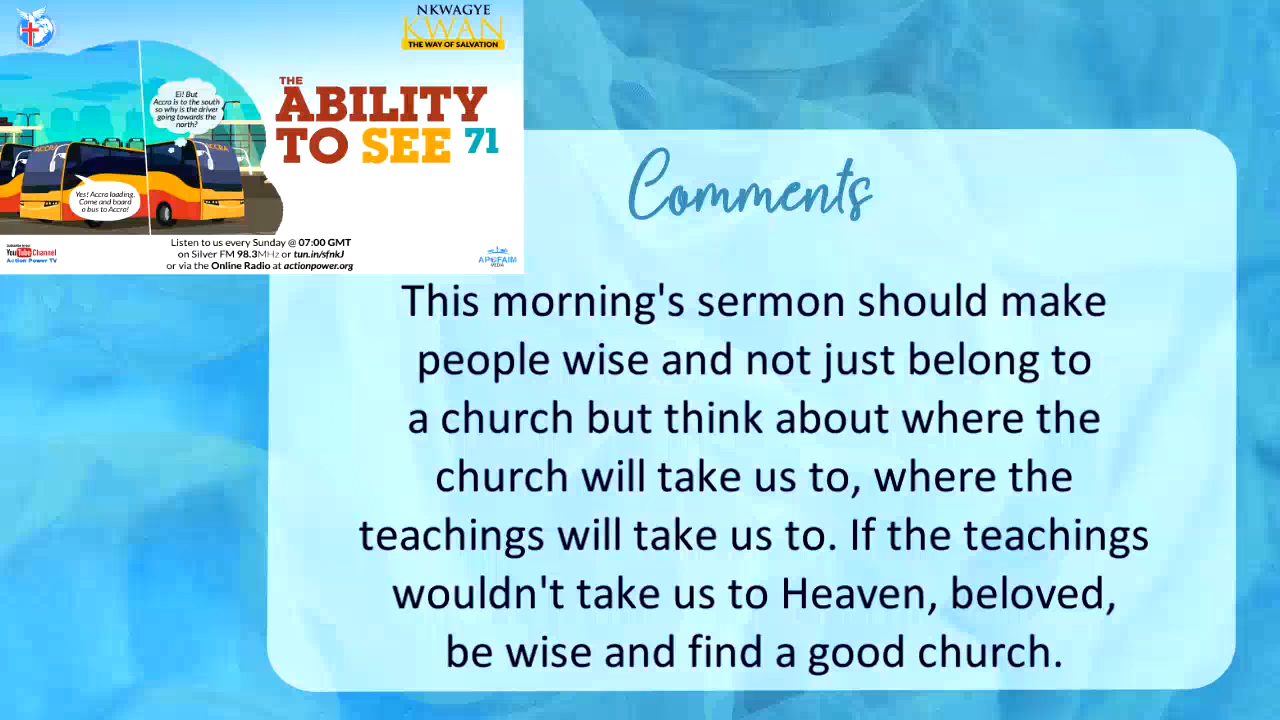 NKWAGYE
KWAN
THE WAY OF SALVATION
THE
ABILITY
TO SEE 71
Ei! But
Accra is to the south
so why is the driver
going towards the
north?
ACCRA
ACCRA
Yes! Accra loading.
Come and board
a bus to Accra!
Listen to us every Sunday @ 07:00 GMT
on Silver FM 98.3MHz or tun.in/sfnkJ
or via the Online Radio at actionpower.org
YouTube Channel
Action Power TV
APOFAIM
MEDIA
Comments
This morning's sermon should make
people wise and not just belong to
a church but think about where the
church will take us to, where the
teachings will take us to. If the teachings
wouldn't take us to Heaven, beloved,
be wise and find a good church.